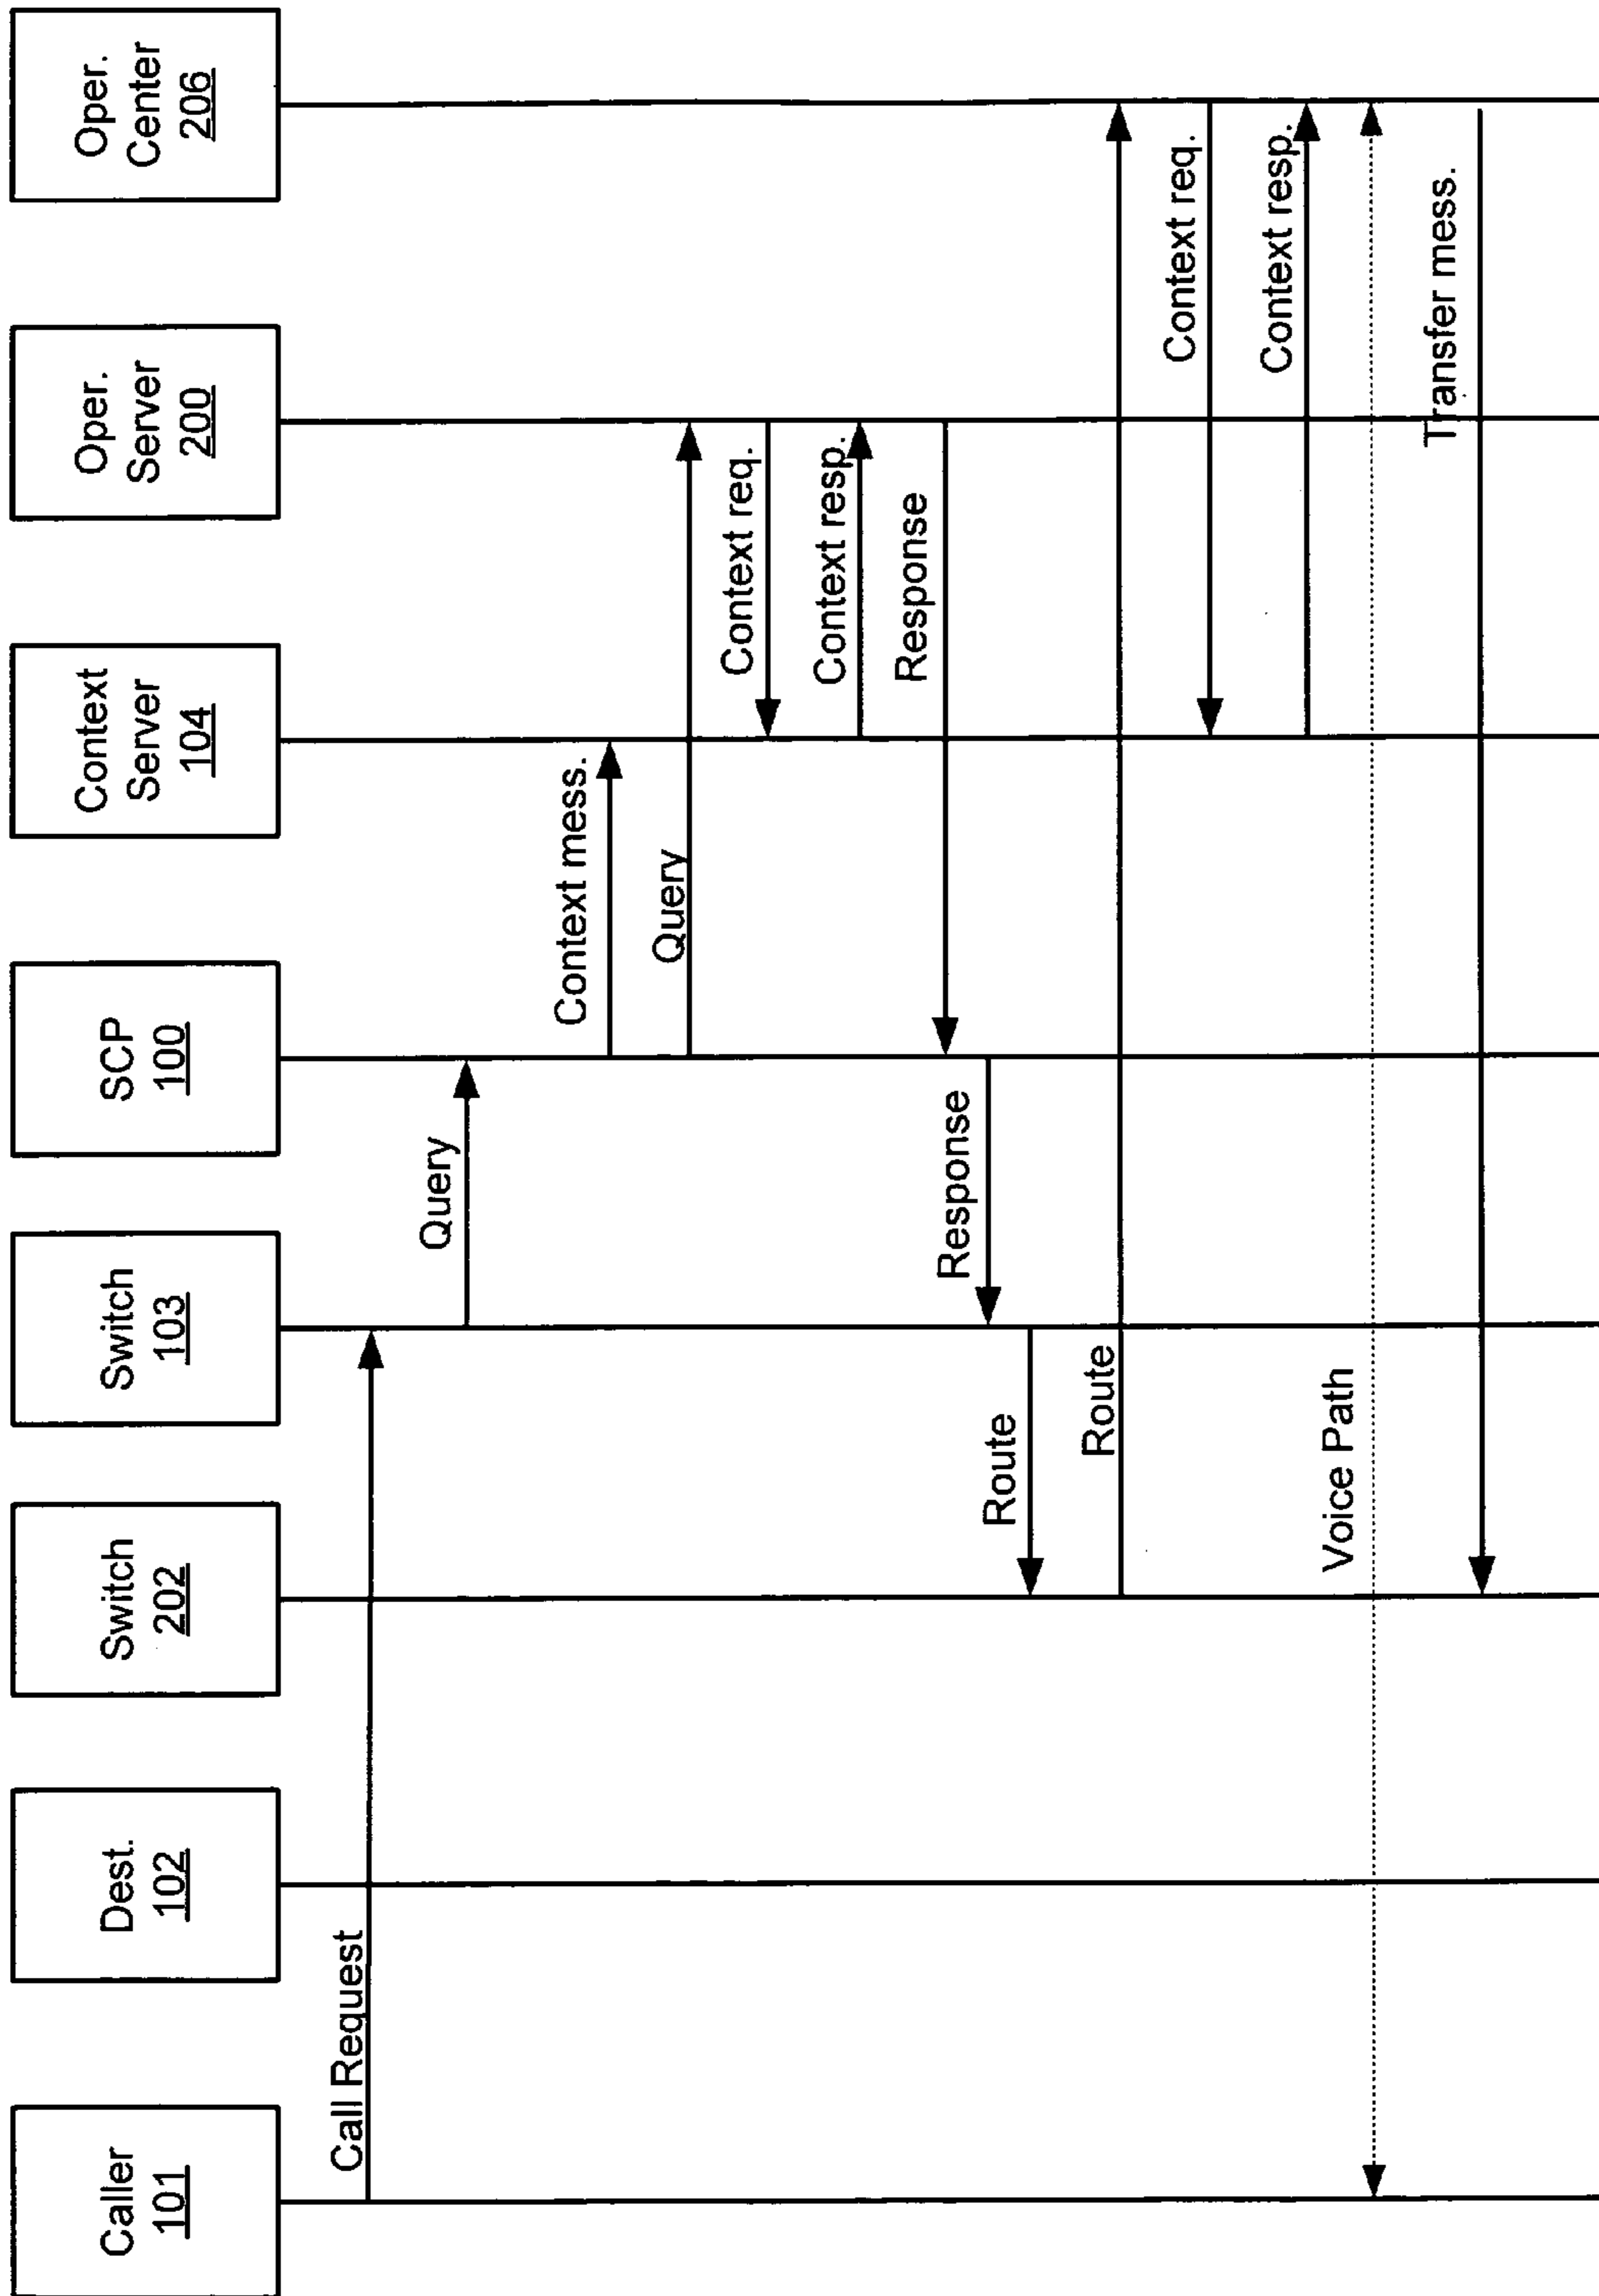 Caller
101
Dest.
102
Switch
202
Switch
103
SCP
100
Context
Server
104
Oper.
Server
200
Oper.
Center
206
Call Request
Query
Context mess.
Query
Context req.
Context resp.
Response
Response
Route
Route
Context req.
Context resp.
Voice Path
Transfer mess.